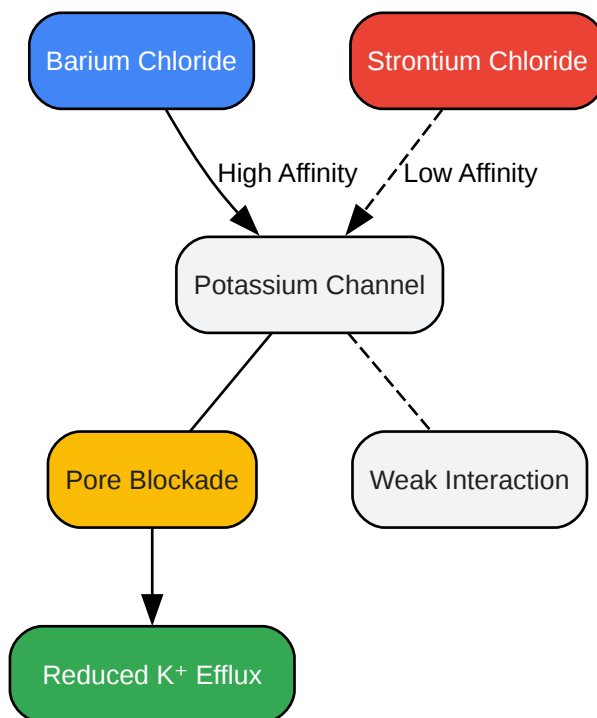 Barium Chloride
Strontium Chloride
High Affinity
Low Affinity
Potassium Channel
Pore Blockade
Weak Interaction
Reduced K⁺ Efflux